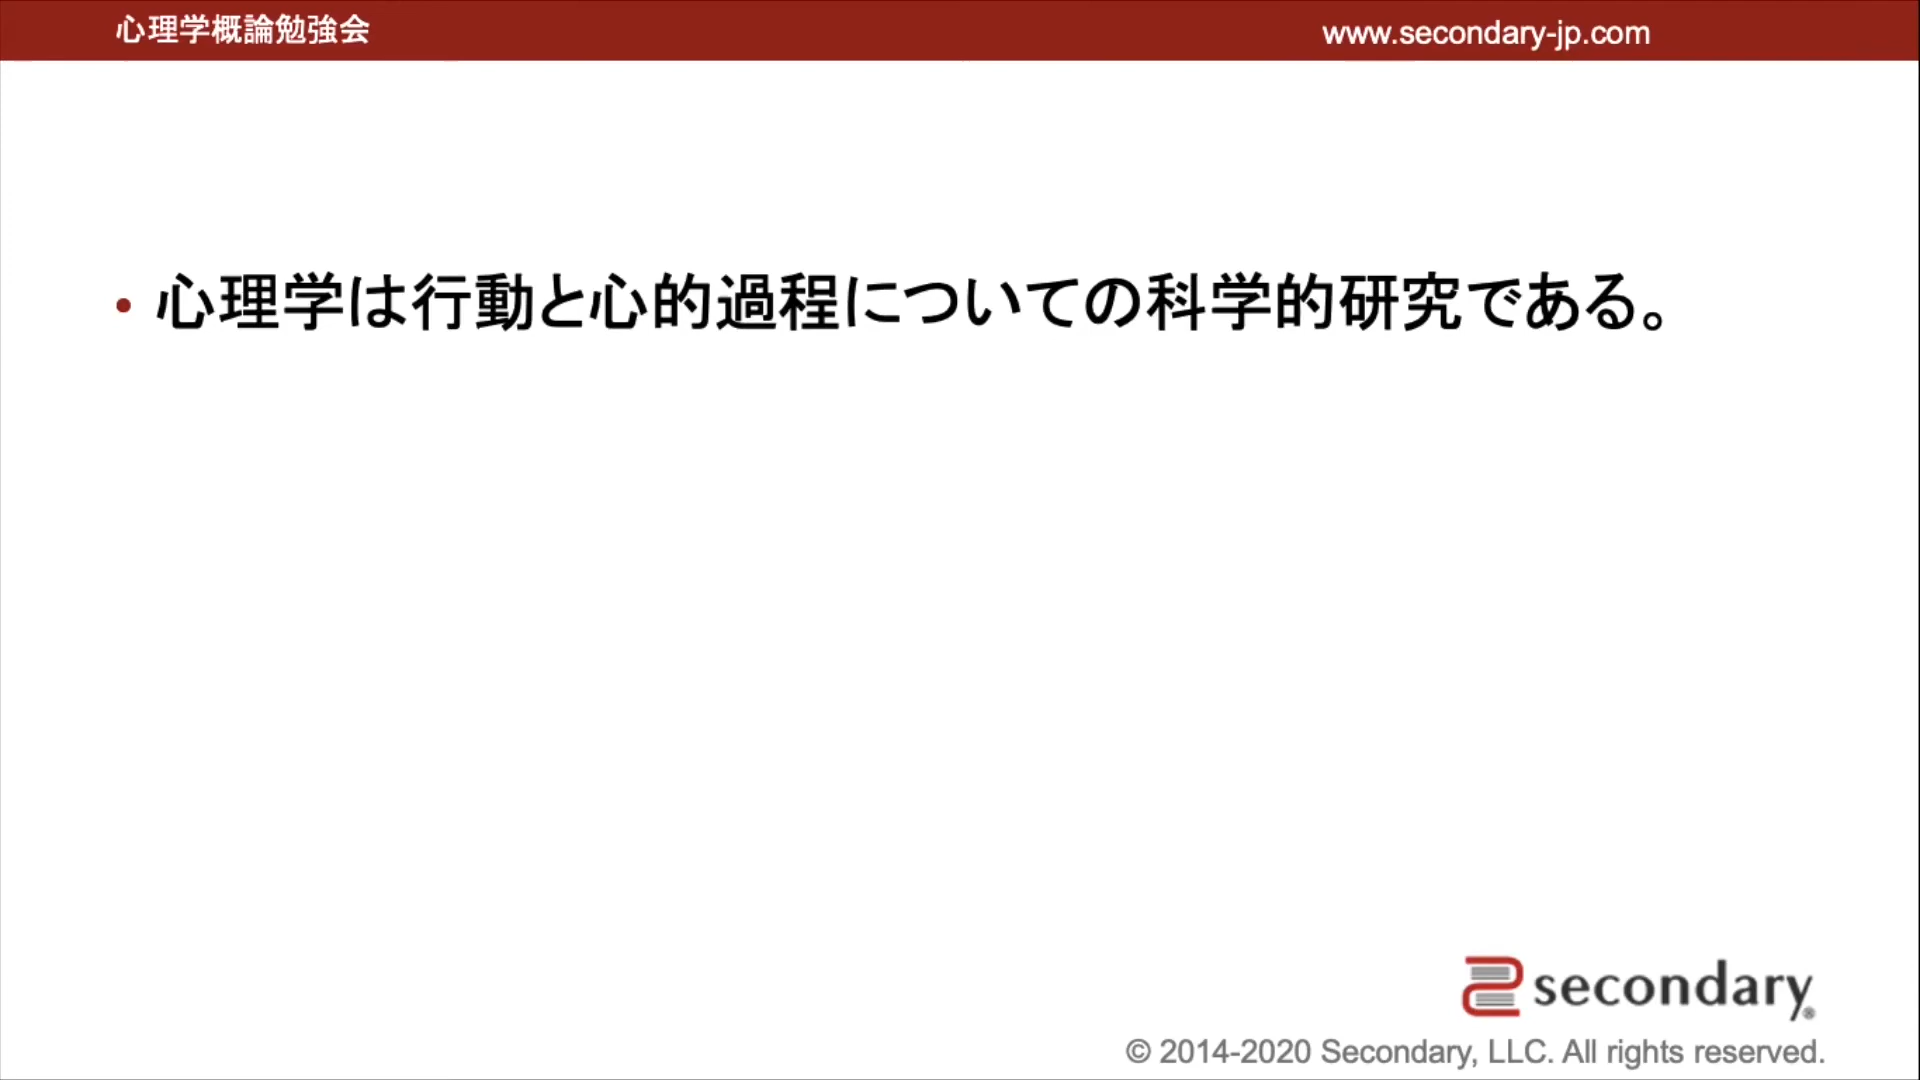 心理学概論勉強会
www.secondary-jp.com
• 心理学は行動と心的過程についての科学的研究である。
secondary®
© 2014-2020 Secondary, LLC. All rights reserved.